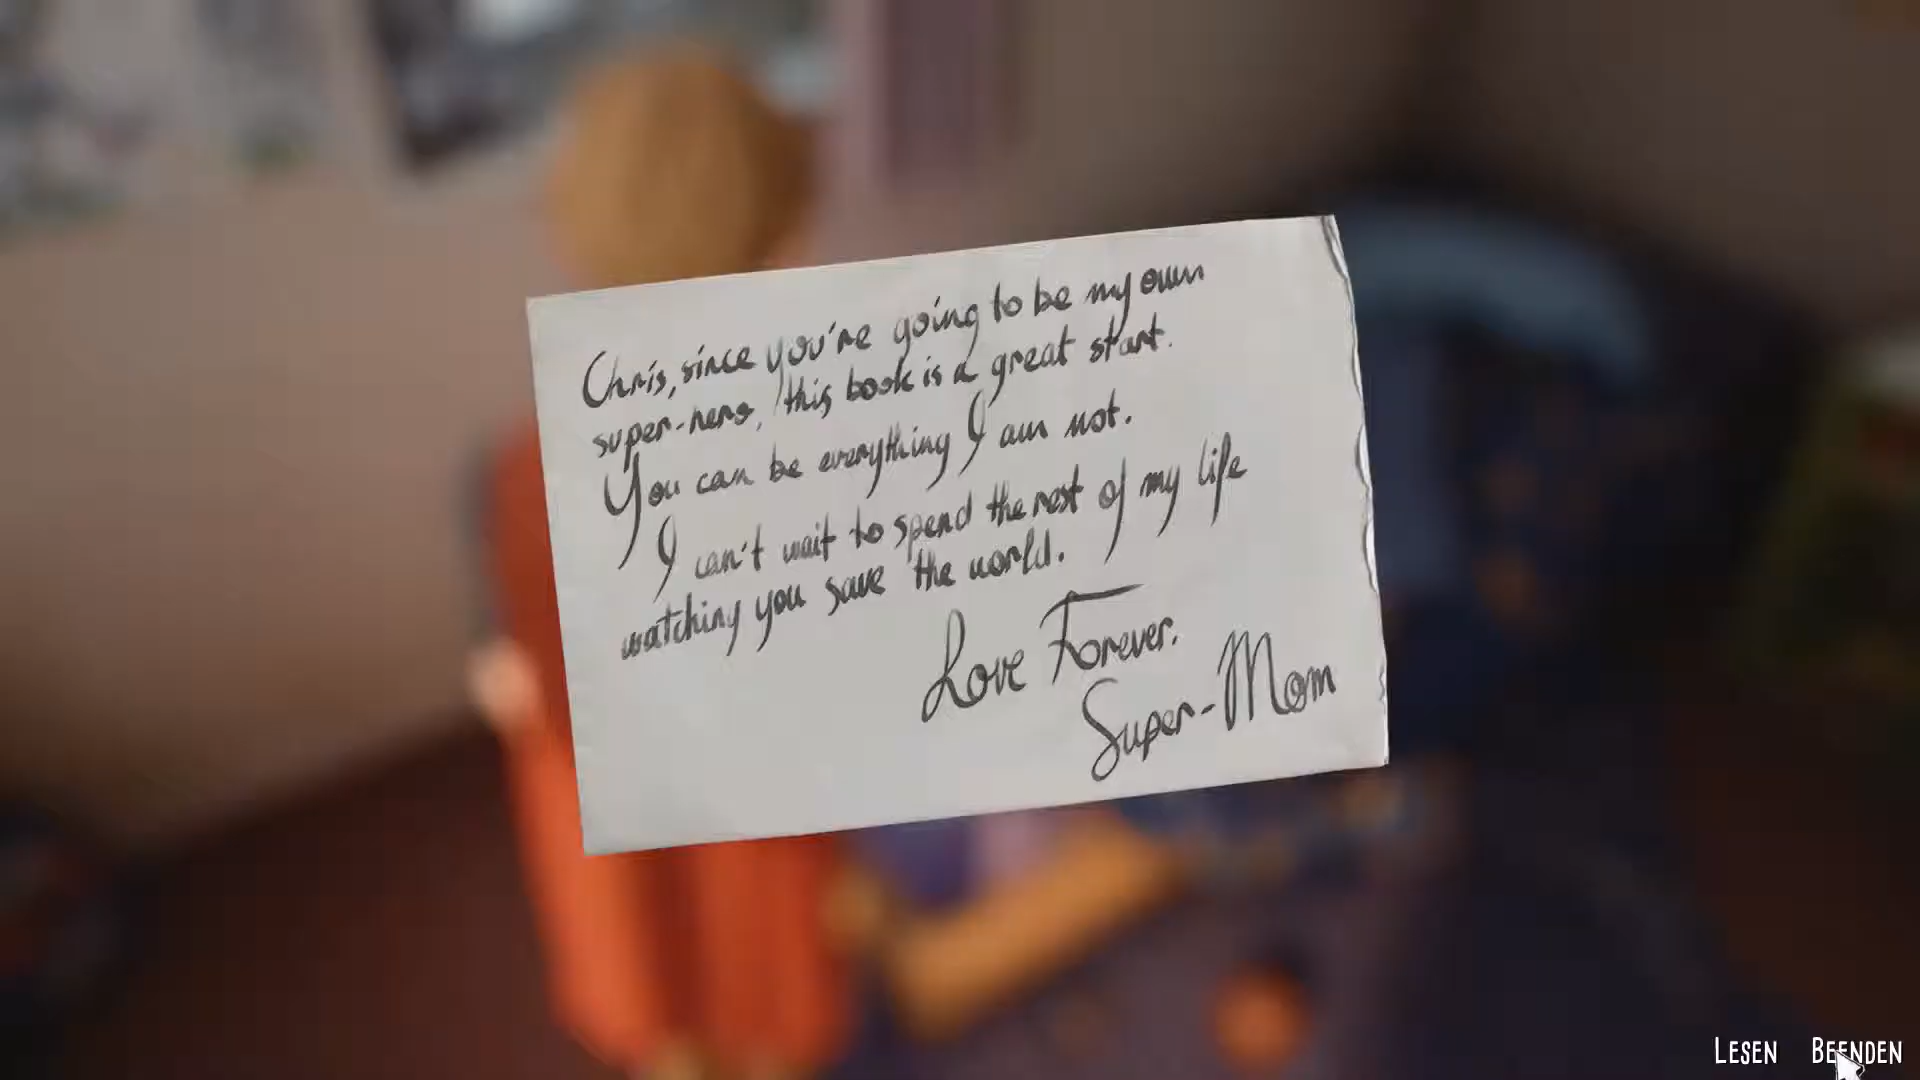 Chris, since you're going to be my own
super-hero, this book is a great start.
You can be everything I am not.
I can't wait to spend the rest of my life
watching you save the world.
Love Forever.
Super-Mom
LESEN BEENDEN